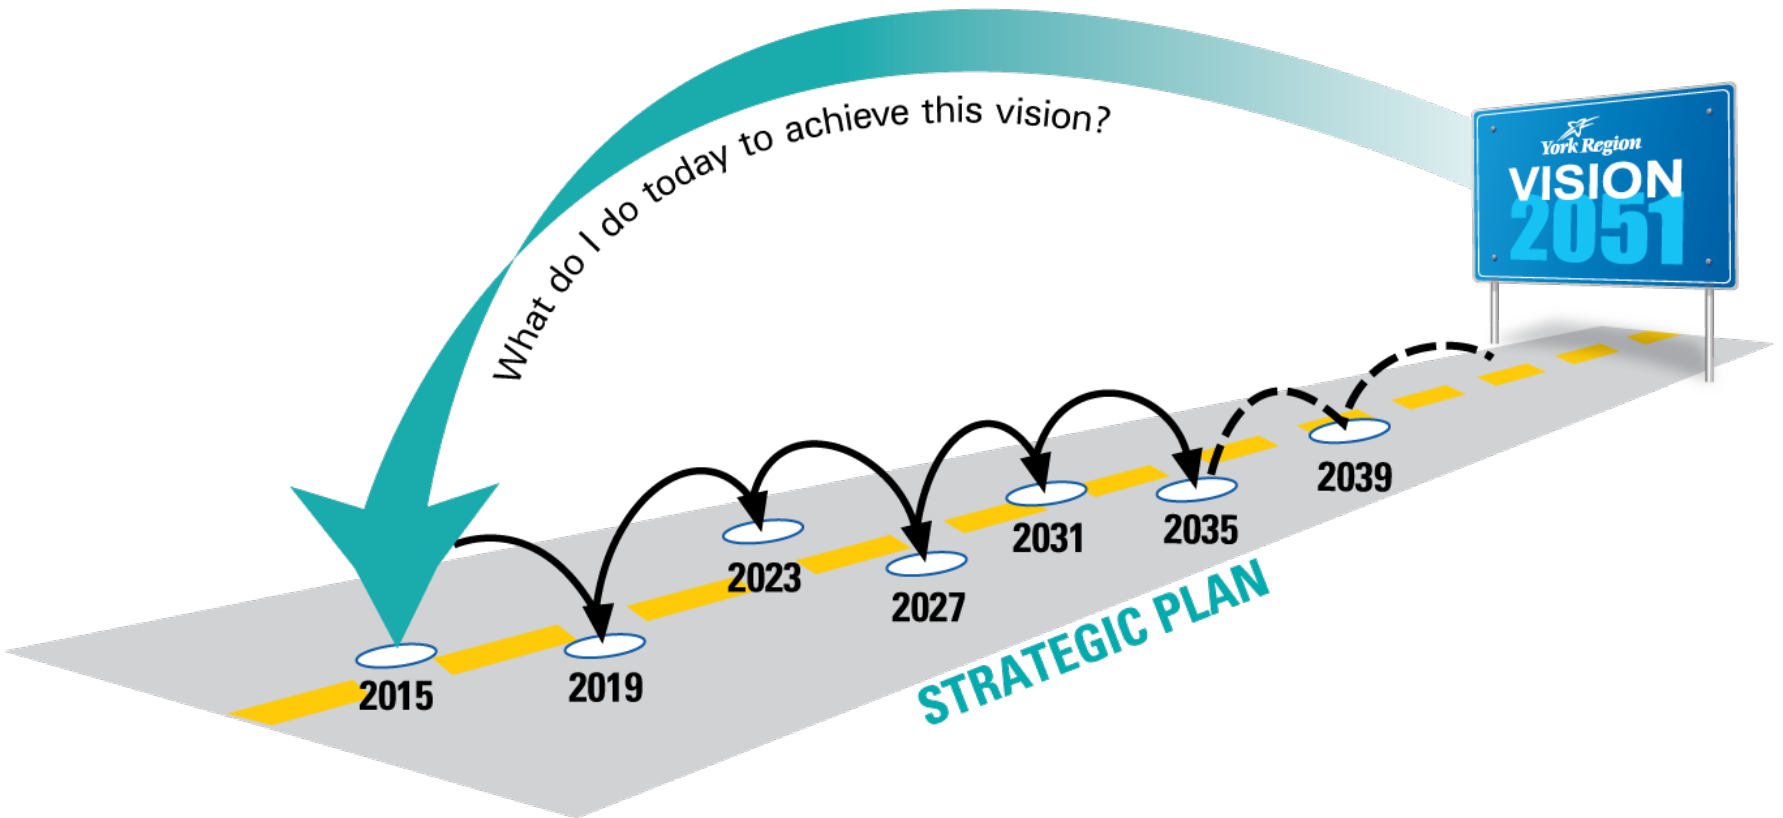 What do I do today to achieve this vision?
York Region
VISION
2051
2015
2019
2023
2027
2031
2035
2039
STRATEGIC PLAN